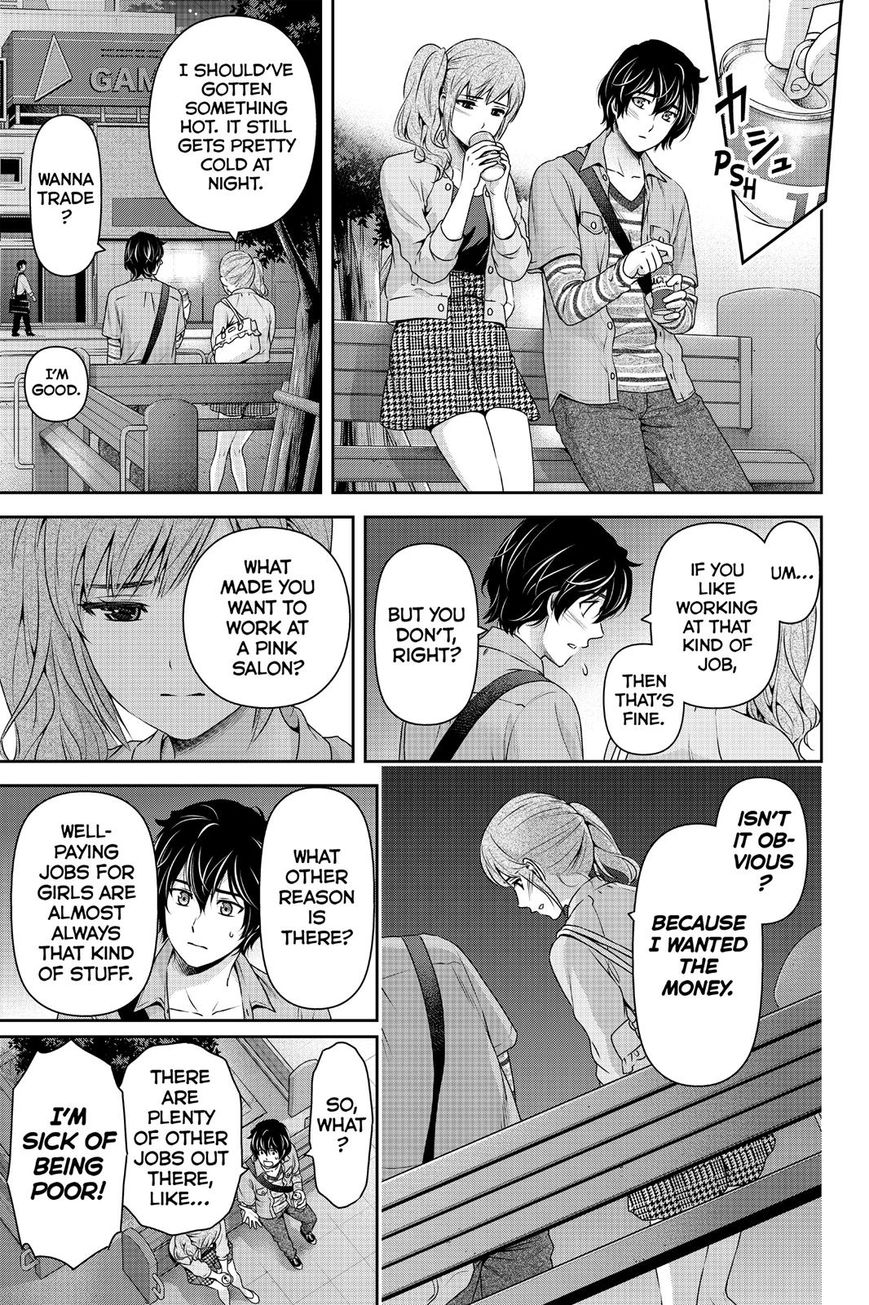 カシュ
PSH
GAM
I SHOULD'VE
GOTTEN
SOMETHING
HOT. IT STILL
GETS PRETTY
COLD AT
NIGHT.
WANNA
TRADE
?
I'M
GOOD.
UM...
IF YOU
LIKE
WORKING
AT THAT
KIND OF
JOB,
THEN
THAT'S
FINE.
BUT YOU
DON'T,
RIGHT?
WHAT
MADE YOU
WANT TO
WORK AT
A PINK
SALON?
ISN'T
IT OB-
VIOUS
?
BECAUSE
I WANTED
THE
MONEY.
WHAT
OTHER
REASON
IS
THERE?
WELL-
PAYING
JOBS FOR
GIRLS ARE
ALMOST
ALWAYS
THAT KIND
OF STUFF.
SO,
WHAT
?
THERE
ARE
PLENTY
OF OTHER
JOBS OUT
THERE,
LIKE...
I'M
SICK OF
BEING
POOR!